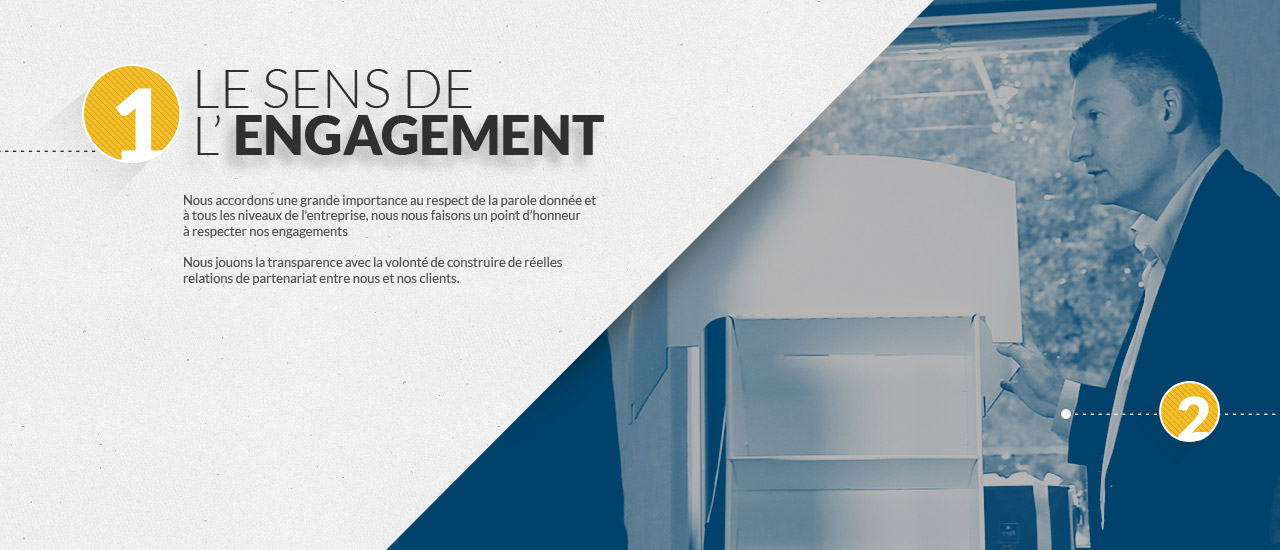 1
LE SENS DE
L’ ENGAGEMENT
Nous accordons une grande importance au respect de la parole donnée et
à tous les niveaux de l’entreprise, nous nous faisons un point d’honneur
à respecter nos engagements
Nous jouons la transparence avec la volonté de construire de réelles
relations de partenariat entre nous et nos clients.
2